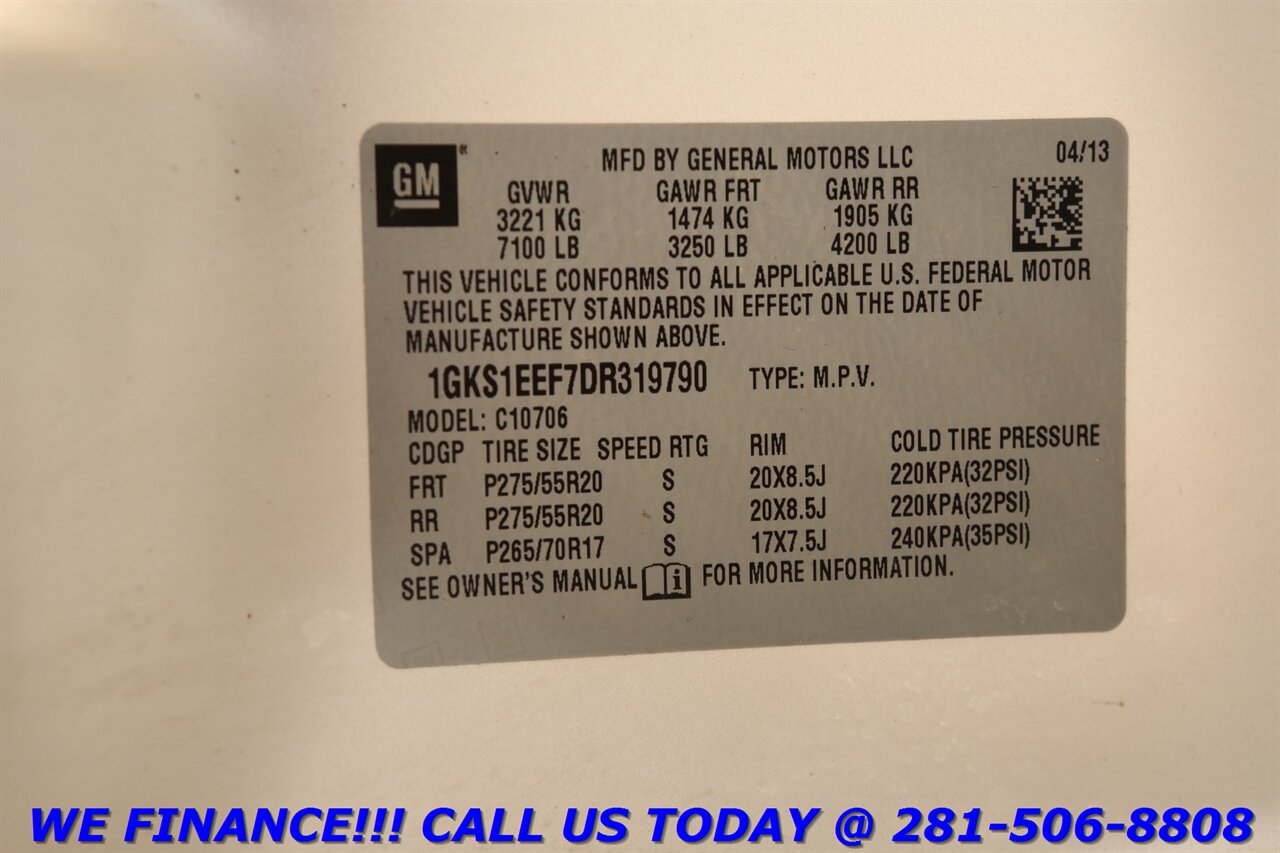 GM®
MFD BY GENERAL MOTORS LLC 04/13
GVWR GAWR FRT GAWR RR
3221 KG 1474 KG 1905 KG
7100 LB 3250 LB 4200 LB
THIS VEHICLE CONFORMS TO ALL APPLICABLE U.S. FEDERAL MOTOR
VEHICLE SAFETY STANDARDS IN EFFECT ON THE DATE OF
MANUFACTURE SHOWN ABOVE.
1GKS1EEF7DR319790 TYPE: M.P.V.
MODEL: C10706
CDGP TIRE SIZE SPEED RTG RIM COLD TIRE PRESSURE
FRT P275/55R20 S 20X8.5J 220KPA(32PSI)
RR P275/55R20 S 20X8.5J 220KPA(32PSI)
SPA P265/70R17 S 17X7.5J 240KPA(35PSI)
SEE OWNER'S MANUAL i FOR MORE INFORMATION.
WE FINANCE!!! CALL US TODAY @ 281-506-8808